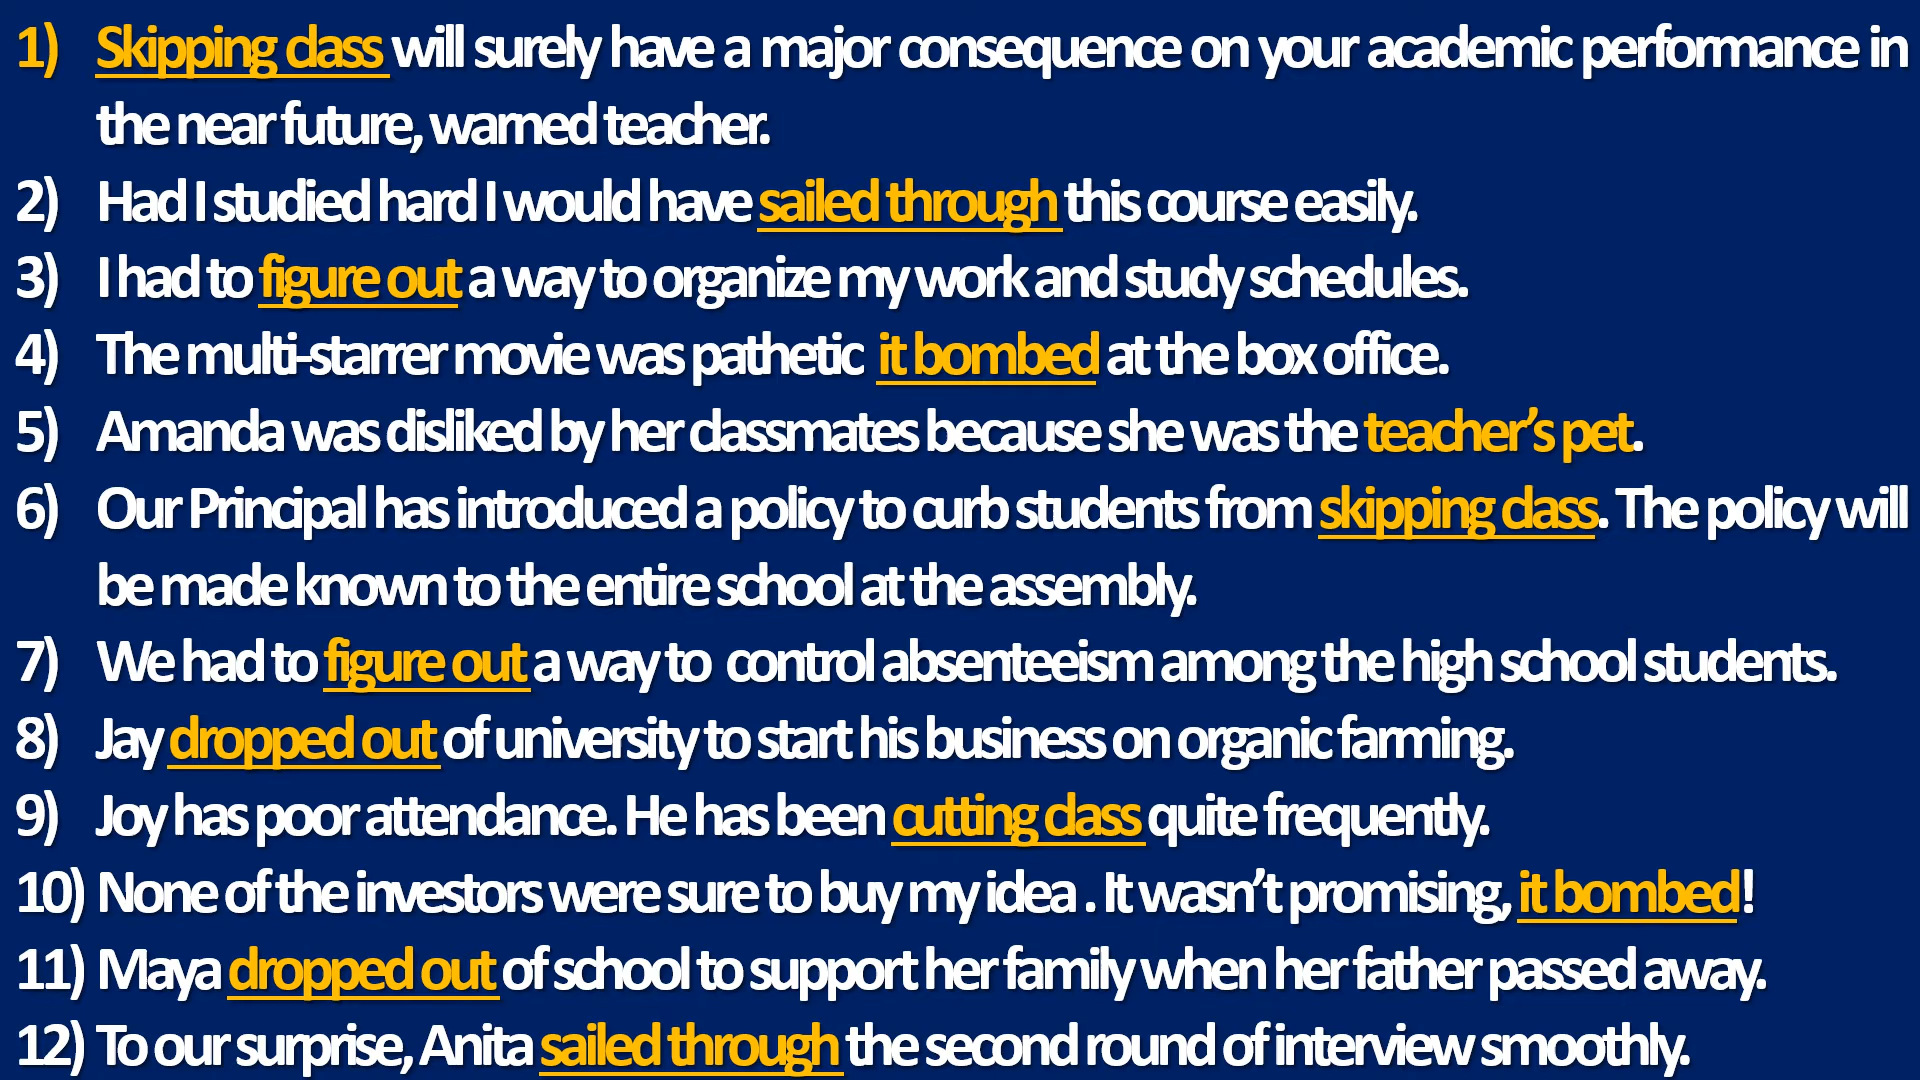 1) Skipping class will surely have a major consequence on your academic performance in
the near future, warned teacher.
2) Had I studied hard I would have sailed through this course easily.
3) I had to figure out a way to organize my work and study schedules.
4) The multi-starrer movie was pathetic it bombed at the box office.
5) Amanda was disliked by her classmates because she was the teacher’s pet.
6) Our Principal has introduced a policy to curb students from skipping class. The policy will
be made known to the entire school at the assembly.
7) We had to figure out a way to control absenteeism among the high school students.
8) Jay dropped out of university to start his business on organic farming.
9) Joy has poor attendance. He has been cutting class quite frequently.
10) None of the investors were sure to buy my idea . It wasn’t promising, it bombed!
11) Maya dropped out of school to support her family when her father passed away.
12) To our surprise, Anita sailed through the second round of interview smoothly.